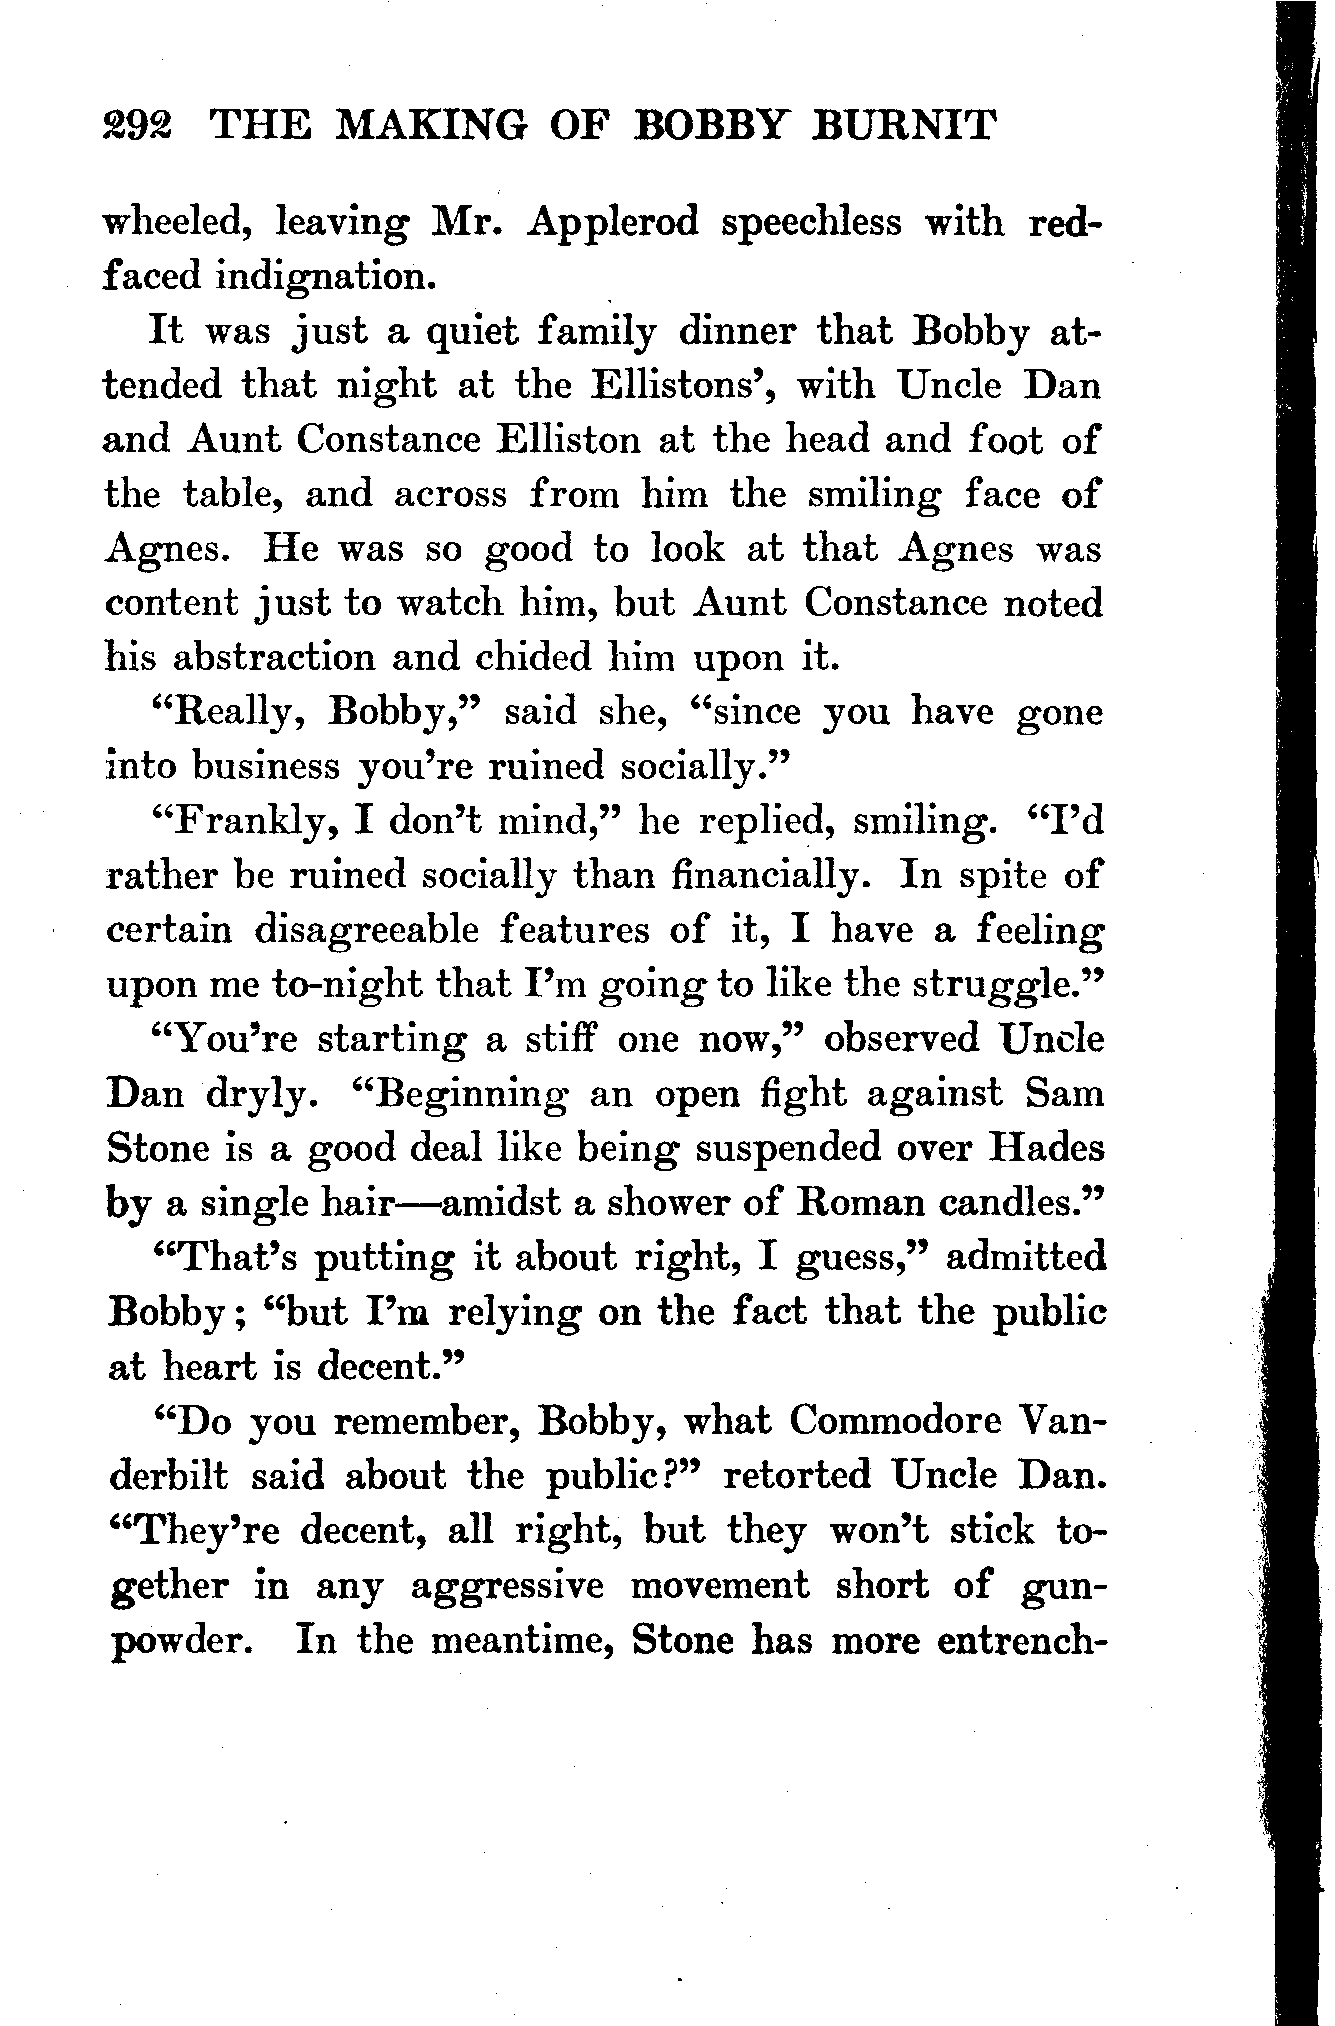 292 THE MAKING OF BOBBY BURNIT
wheeled, leaving Mr. Applerod speechless with red-
faced indignation.
It was just a quiet family dinner that Bobby at-
tended that night at the Ellistons’, with Uncle Dan
and Aunt Constance Elliston at the head and foot of
the table, and across from him the smiling face of
Agnes. He was so good to look at that Agnes was
content just to watch him, but Aunt Constance noted
his abstraction and chided him upon it.
“Really, Bobby,” said she, “since you have gone
into business you’re ruined socially.”
“Frankly, I don’t mind,” he replied, smiling. “I’d
rather be ruined socially than financially. In spite of
certain disagreeable features of it, I have a feeling
upon me to-night that I’m going to like the struggle.”
“You’re starting a stiff one now,” observed Uncle
Dan dryly. “Beginning an open fight against Sam
Stone is a good deal like being suspended over Hades
by a single hair—amidst a shower of Roman candles.”
“That’s putting it about right, I guess,” admitted
Bobby; “but I’m relying on the fact that the public
at heart is decent.”
“Do you remember, Bobby, what Commodore Van-
derbilt said about the public?” retorted Uncle Dan.
“They’re decent, all right, but they won’t stick to-
gether in any aggressive movement short of gun-
powder. In the meantime, Stone has more entrench-